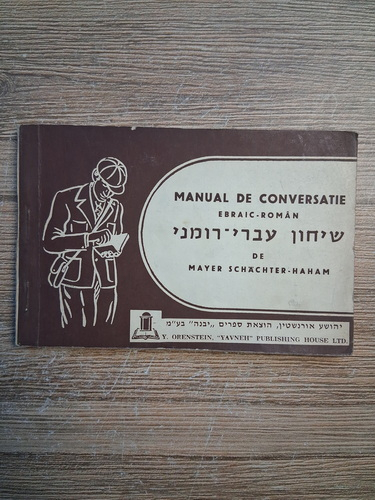 MANUAL DE CONVERSATIE
EBRAIC-ROMÂN
שיחון עברי־רומני
DE
MAYER SCHÄCHTER-HAHAM
יהושע אורנשטין, הוצאת ספרים „יבנה" בע"מ
Y. ORENSTEIN, "YAVNEH" PUBLISHING HOUSE LTD.